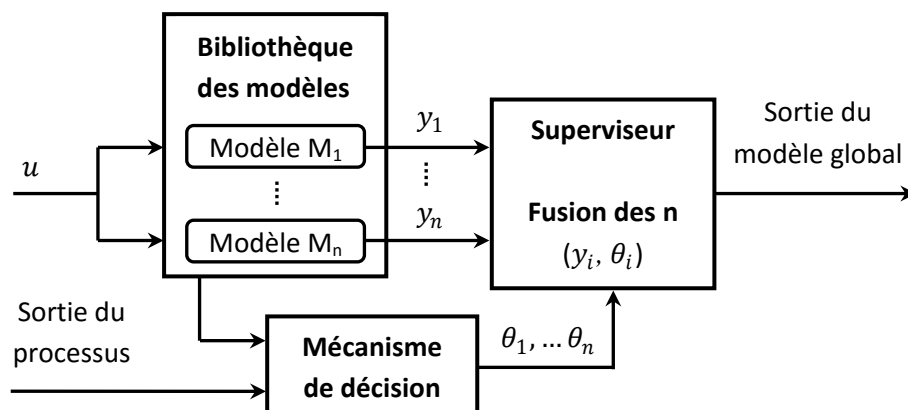 Bibliothèque
des modèles
Modèle M₁
Modèle Mₙ
u
y₁
yₙ
Superviseur
Fusion des n
(yᵢ, θᵢ)
Sortie du
modèle global
Sortie du
processus
Mécanisme
de décision
θ₁, … θₙ